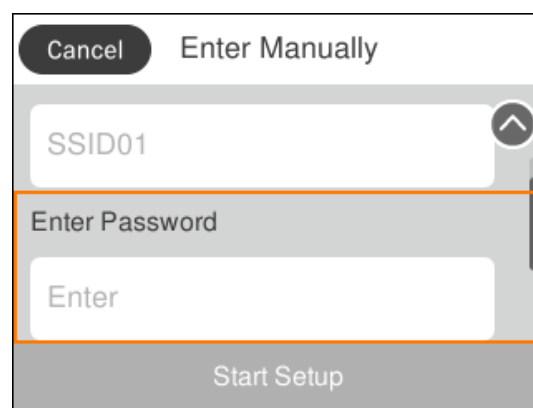 Cancel Enter Manually
SSID01
Enter Password
Enter
Start Setup